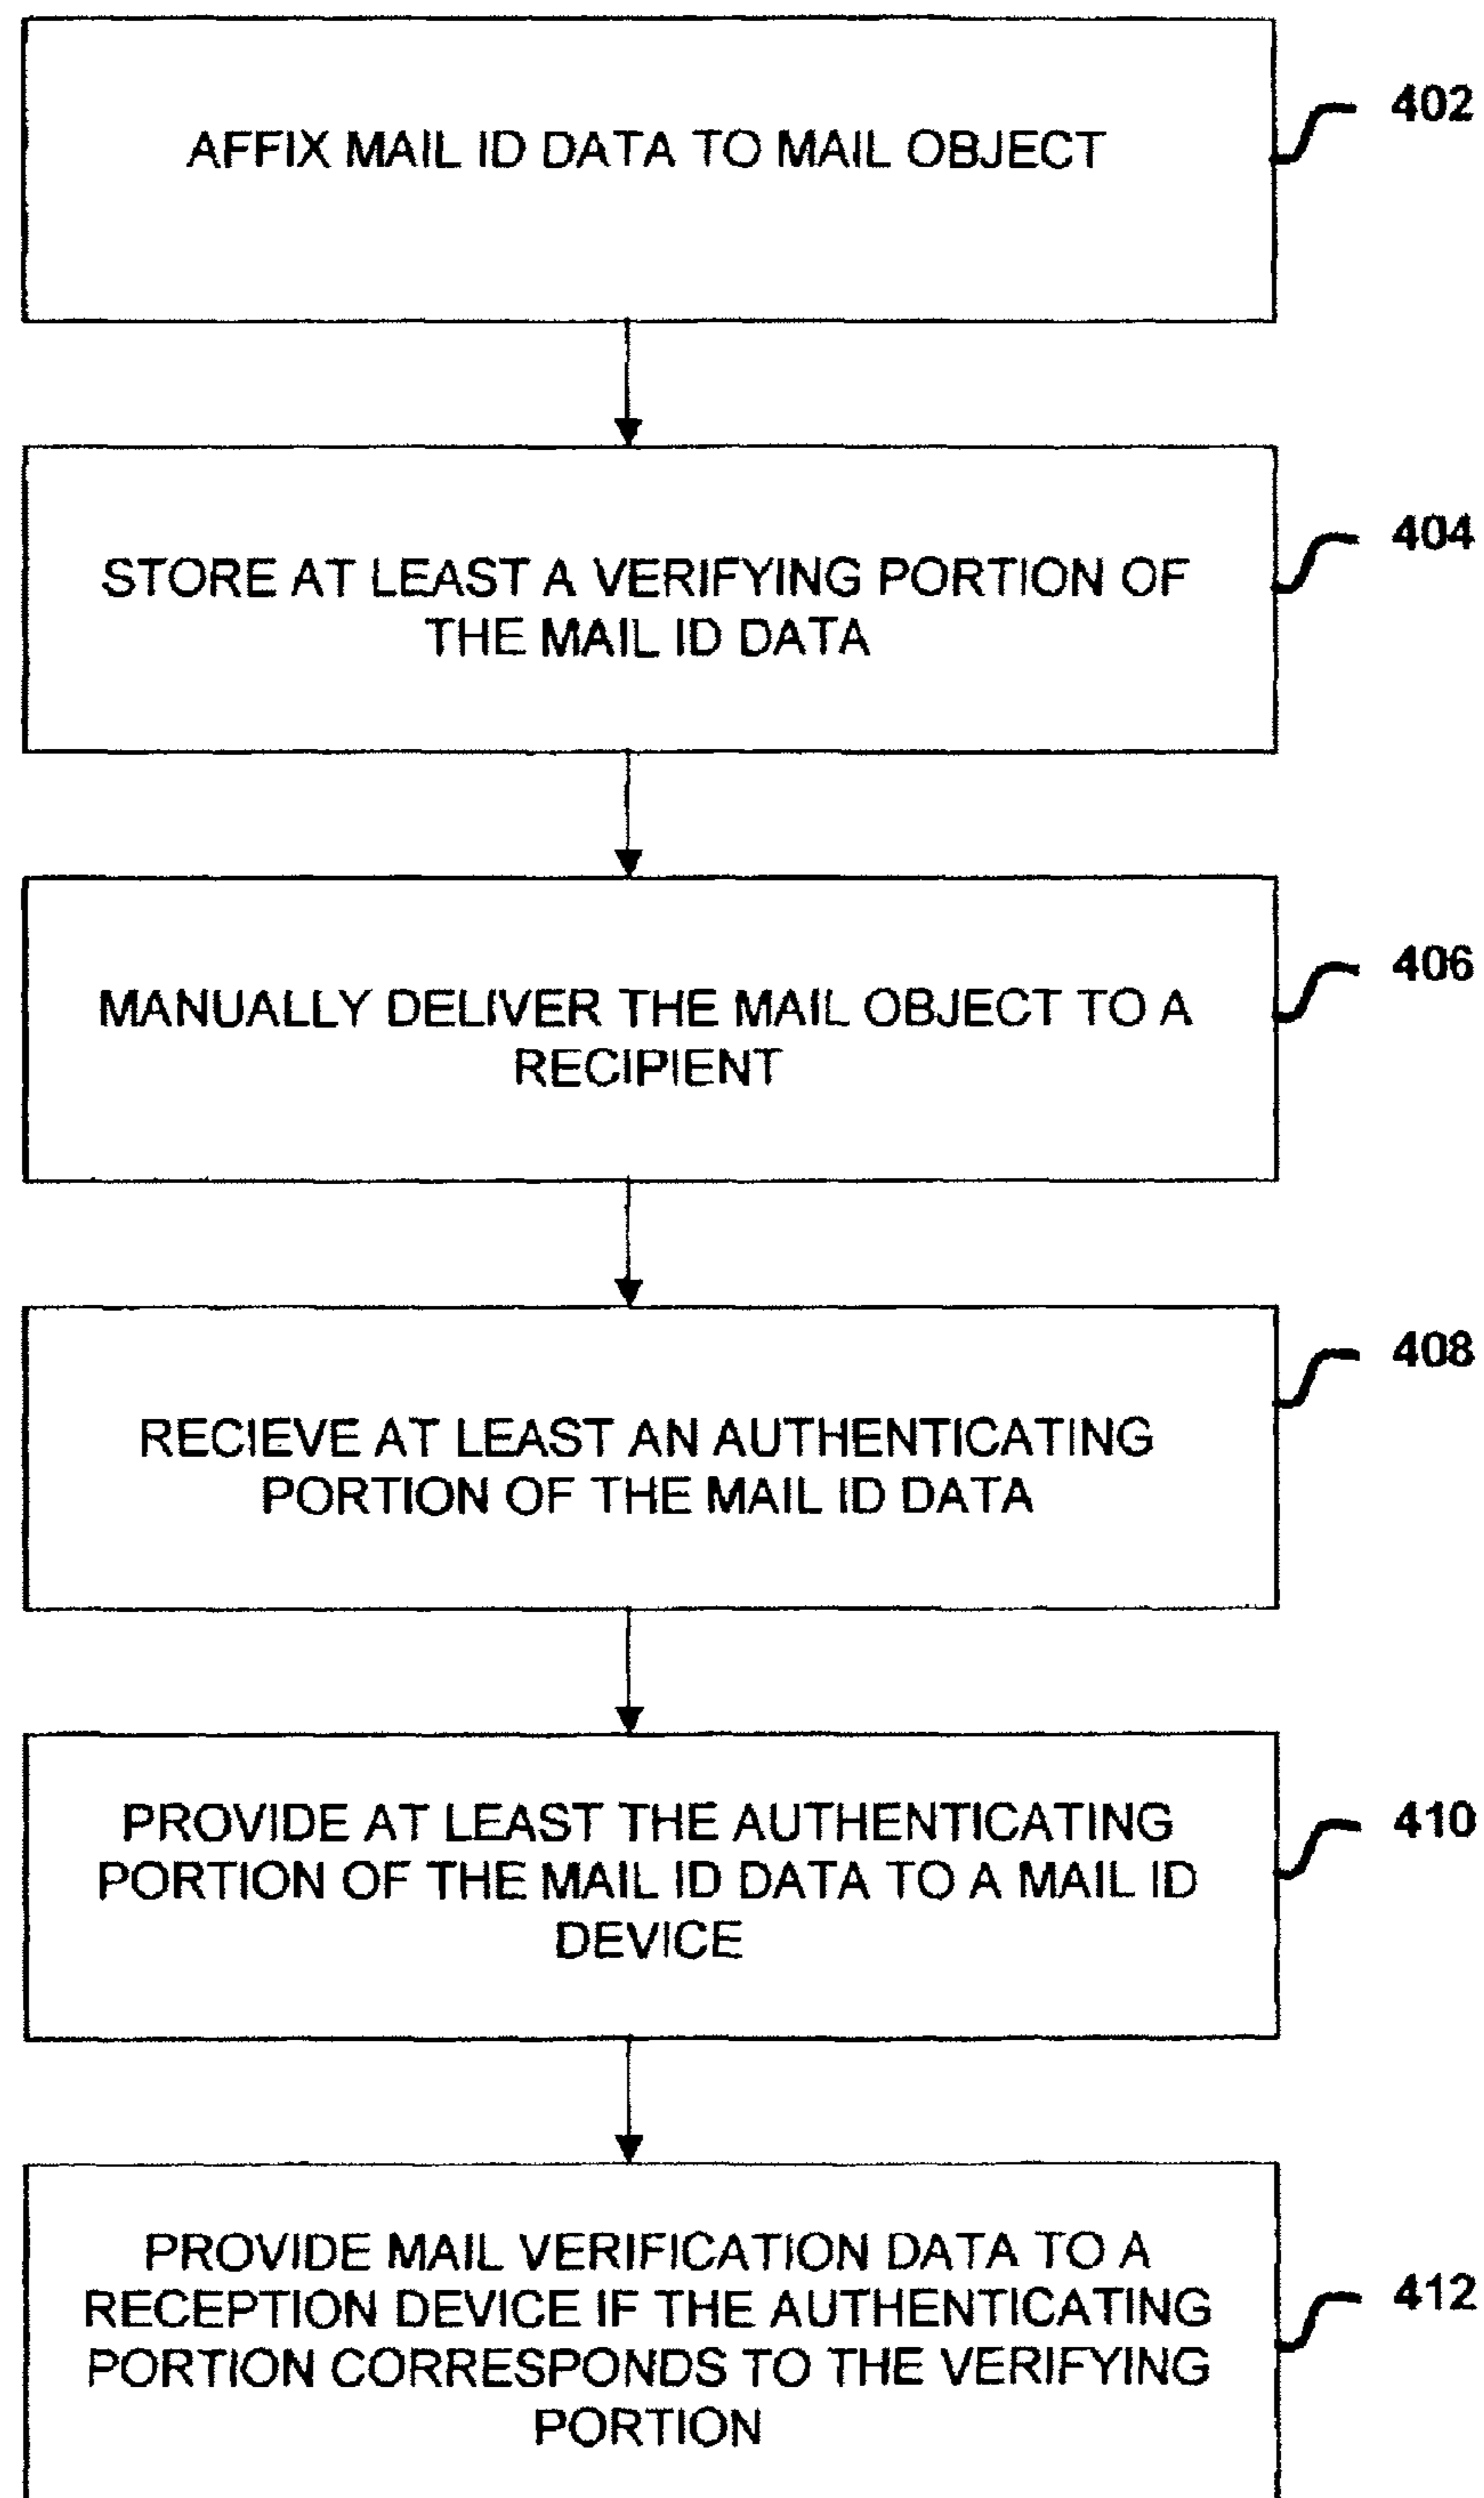 AFFIX MAIL ID DATA TO MAIL OBJECT
402
STORE AT LEAST A VERIFYING PORTION OF
THE MAIL ID DATA
404
MANUALLY DELIVER THE MAIL OBJECT TO A
RECIPIENT
406
RECIEVE AT LEAST AN AUTHENTICATING
PORTION OF THE MAIL ID DATA
408
PROVIDE AT LEAST THE AUTHENTICATING
PORTION OF THE MAIL ID DATA TO A MAIL ID
DEVICE
410
PROVIDE MAIL VERIFICATION DATA TO A
RECEPTION DEVICE IF THE AUTHENTICATING
PORTION CORRESPONDS TO THE VERIFYING
PORTION
412